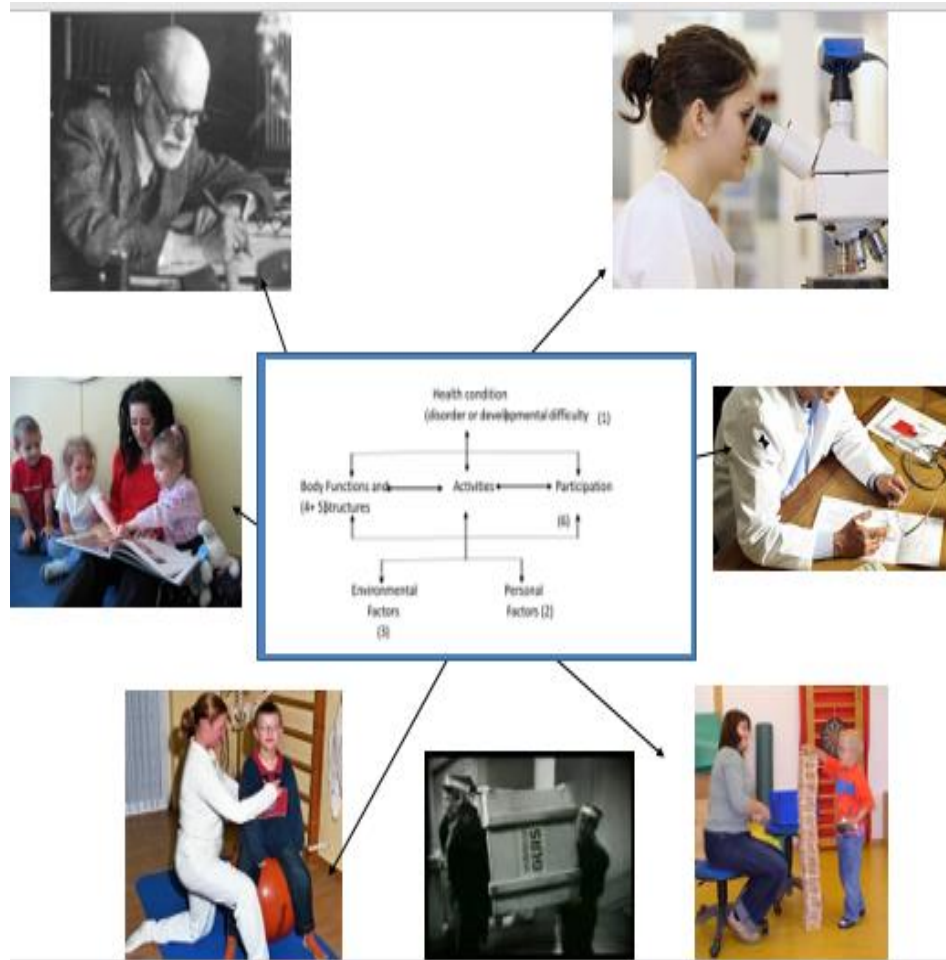 Health condition
(disorder or developmental difficulty (1)
Body Functions and
(4+ 5)Structures
Activities
Participation
(6)
Environmental
Factors
(3)
Personal
Factors (2)